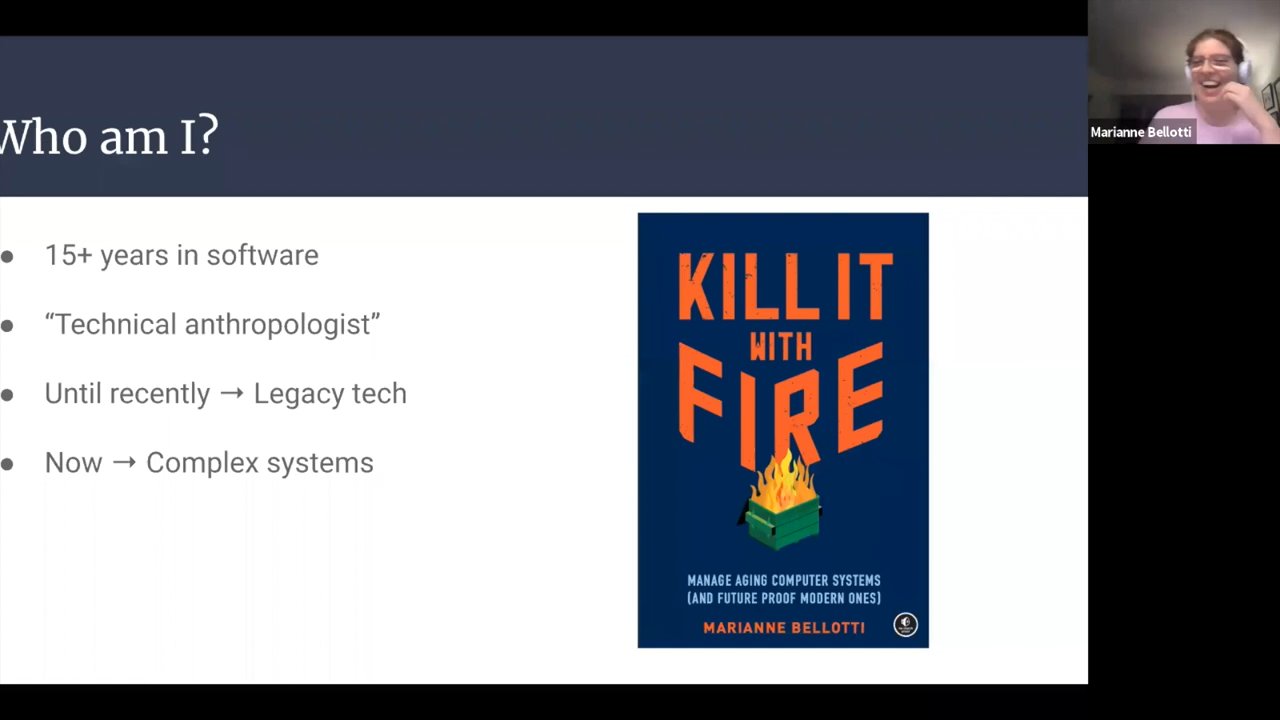 Who am I?
● 15+ years in software
● “Technical anthropologist”
● Until recently → Legacy tech
● Now → Complex systems
KILL IT
WITH
FIRE
MANAGE AGING COMPUTER SYSTEMS
(AND FUTURE PROOF MODERN ONES)
MARIANNE BELLOTTI
Marianne Bellotti